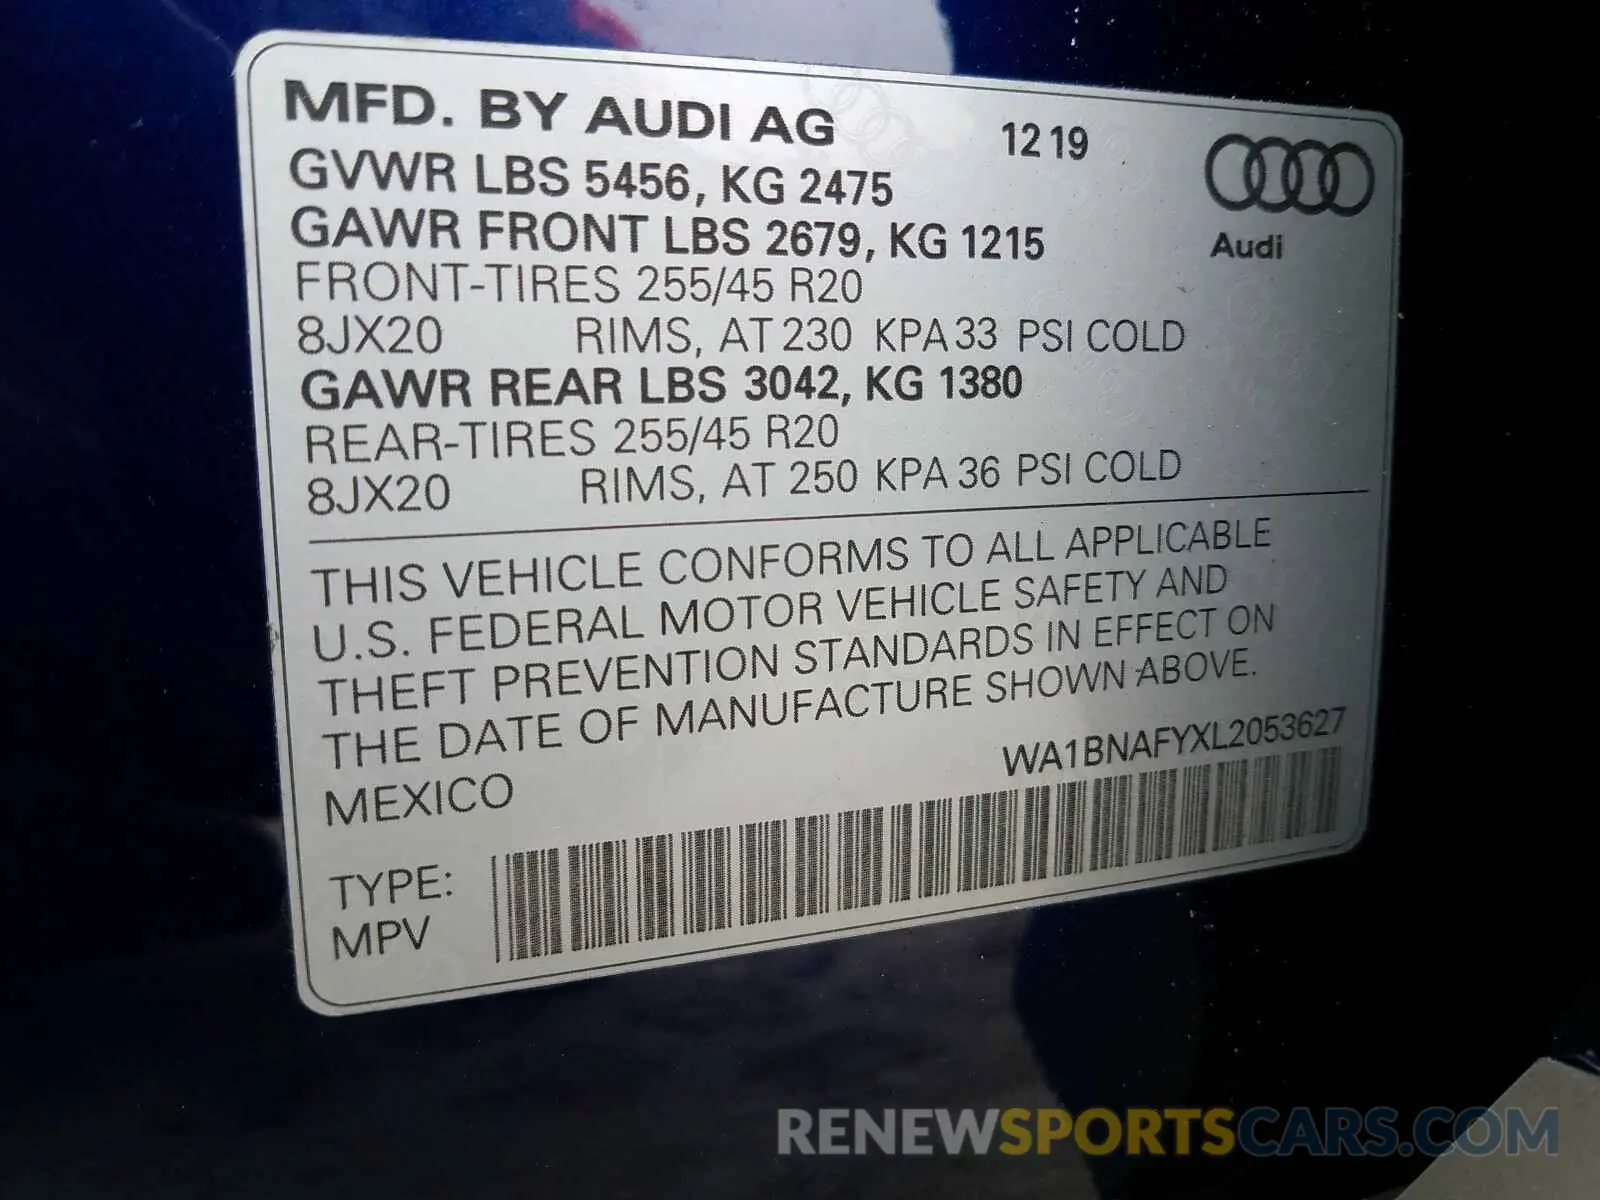 MFD. BY AUDI AG 12 19
GVWR LBS 5456, KG 2475
GAWR FRONT LBS 2679, KG 1215
Audi
FRONT-TIRES 255/45 R20
8JX20 RIMS, AT 230 KPA 33 PSI COLD
GAWR REAR LBS 3042, KG 1380
REAR-TIRES 255/45 R20
8JX20 RIMS, AT 250 KPA 36 PSI COLD
THIS VEHICLE CONFORMS TO ALL APPLICABLE
U.S. FEDERAL MOTOR VEHICLE SAFETY AND
THEFT PREVENTION STANDARDS IN EFFECT ON
THE DATE OF MANUFACTURE SHOWN ABOVE.
MEXICO WA1BNAFYXL2053627
TYPE:
MPV
RENEWSPORTSCARS.COM